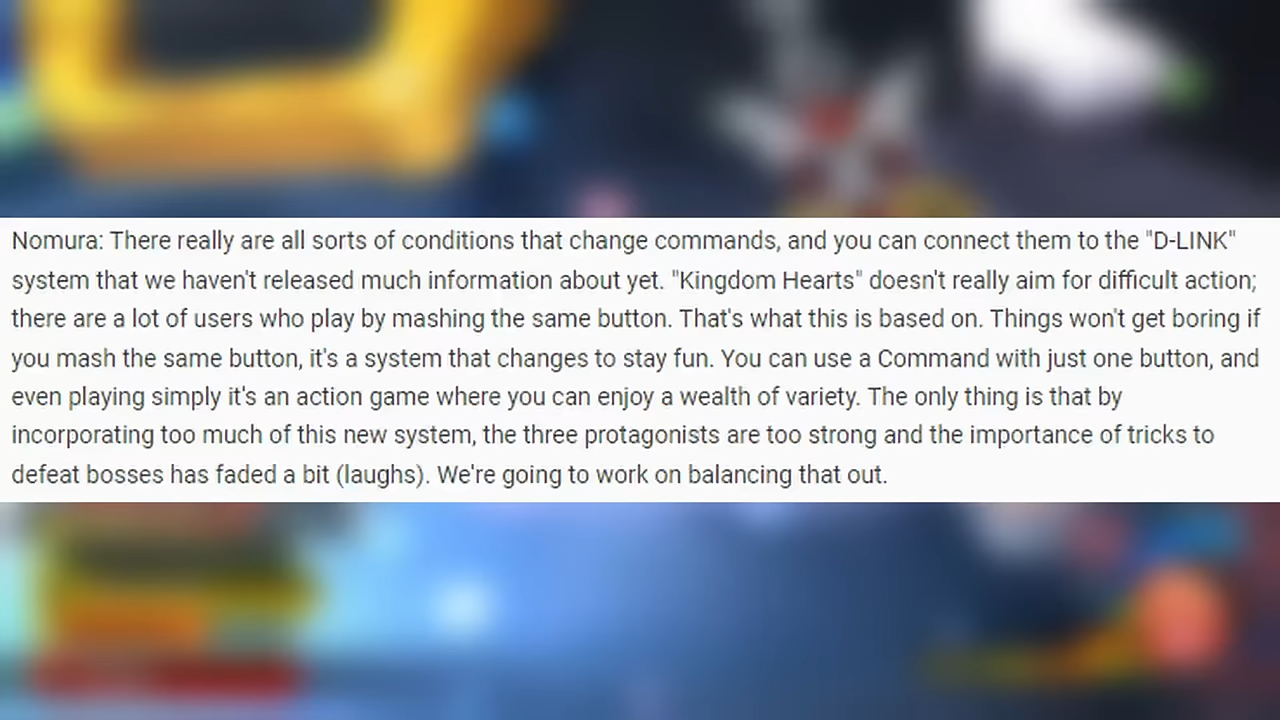 Nomura: There really are all sorts of conditions that change commands, and you can connect them to the "D-LINK"
system that we haven't released much information about yet. "Kingdom Hearts" doesn't really aim for difficult action;
there are a lot of users who play by mashing the same button. That's what this is based on. Things won't get boring if
you mash the same button, it's a system that changes to stay fun. You can use a Command with just one button, and
even playing simply it's an action game where you can enjoy a wealth of variety. The only thing is that by
incorporating too much of this new system, the three protagonists are too strong and the importance of tricks to
defeat bosses has faded a bit (laughs). We're going to work on balancing that out.